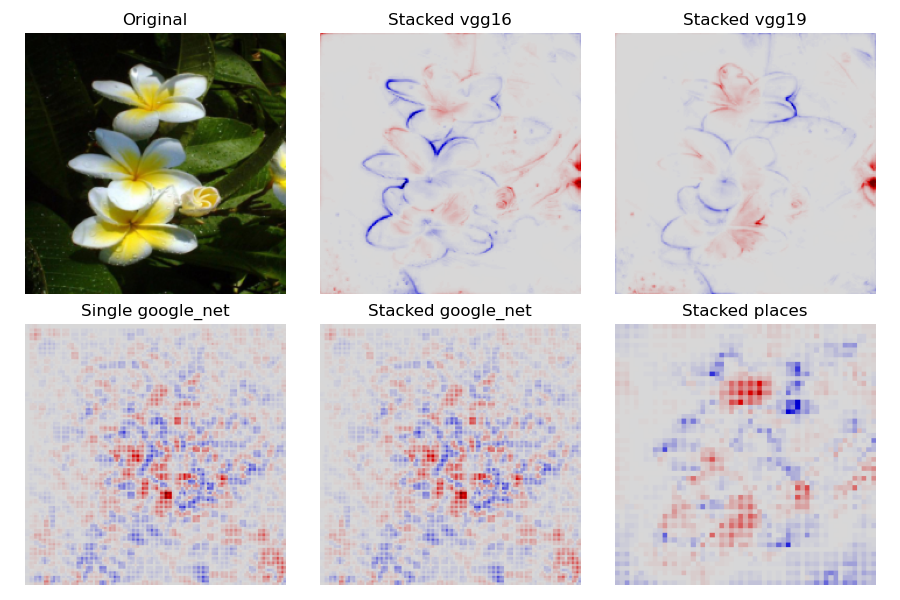 Original
Stacked vgg16
Stacked vgg19
Single google_net
Stacked google_net
Stacked places